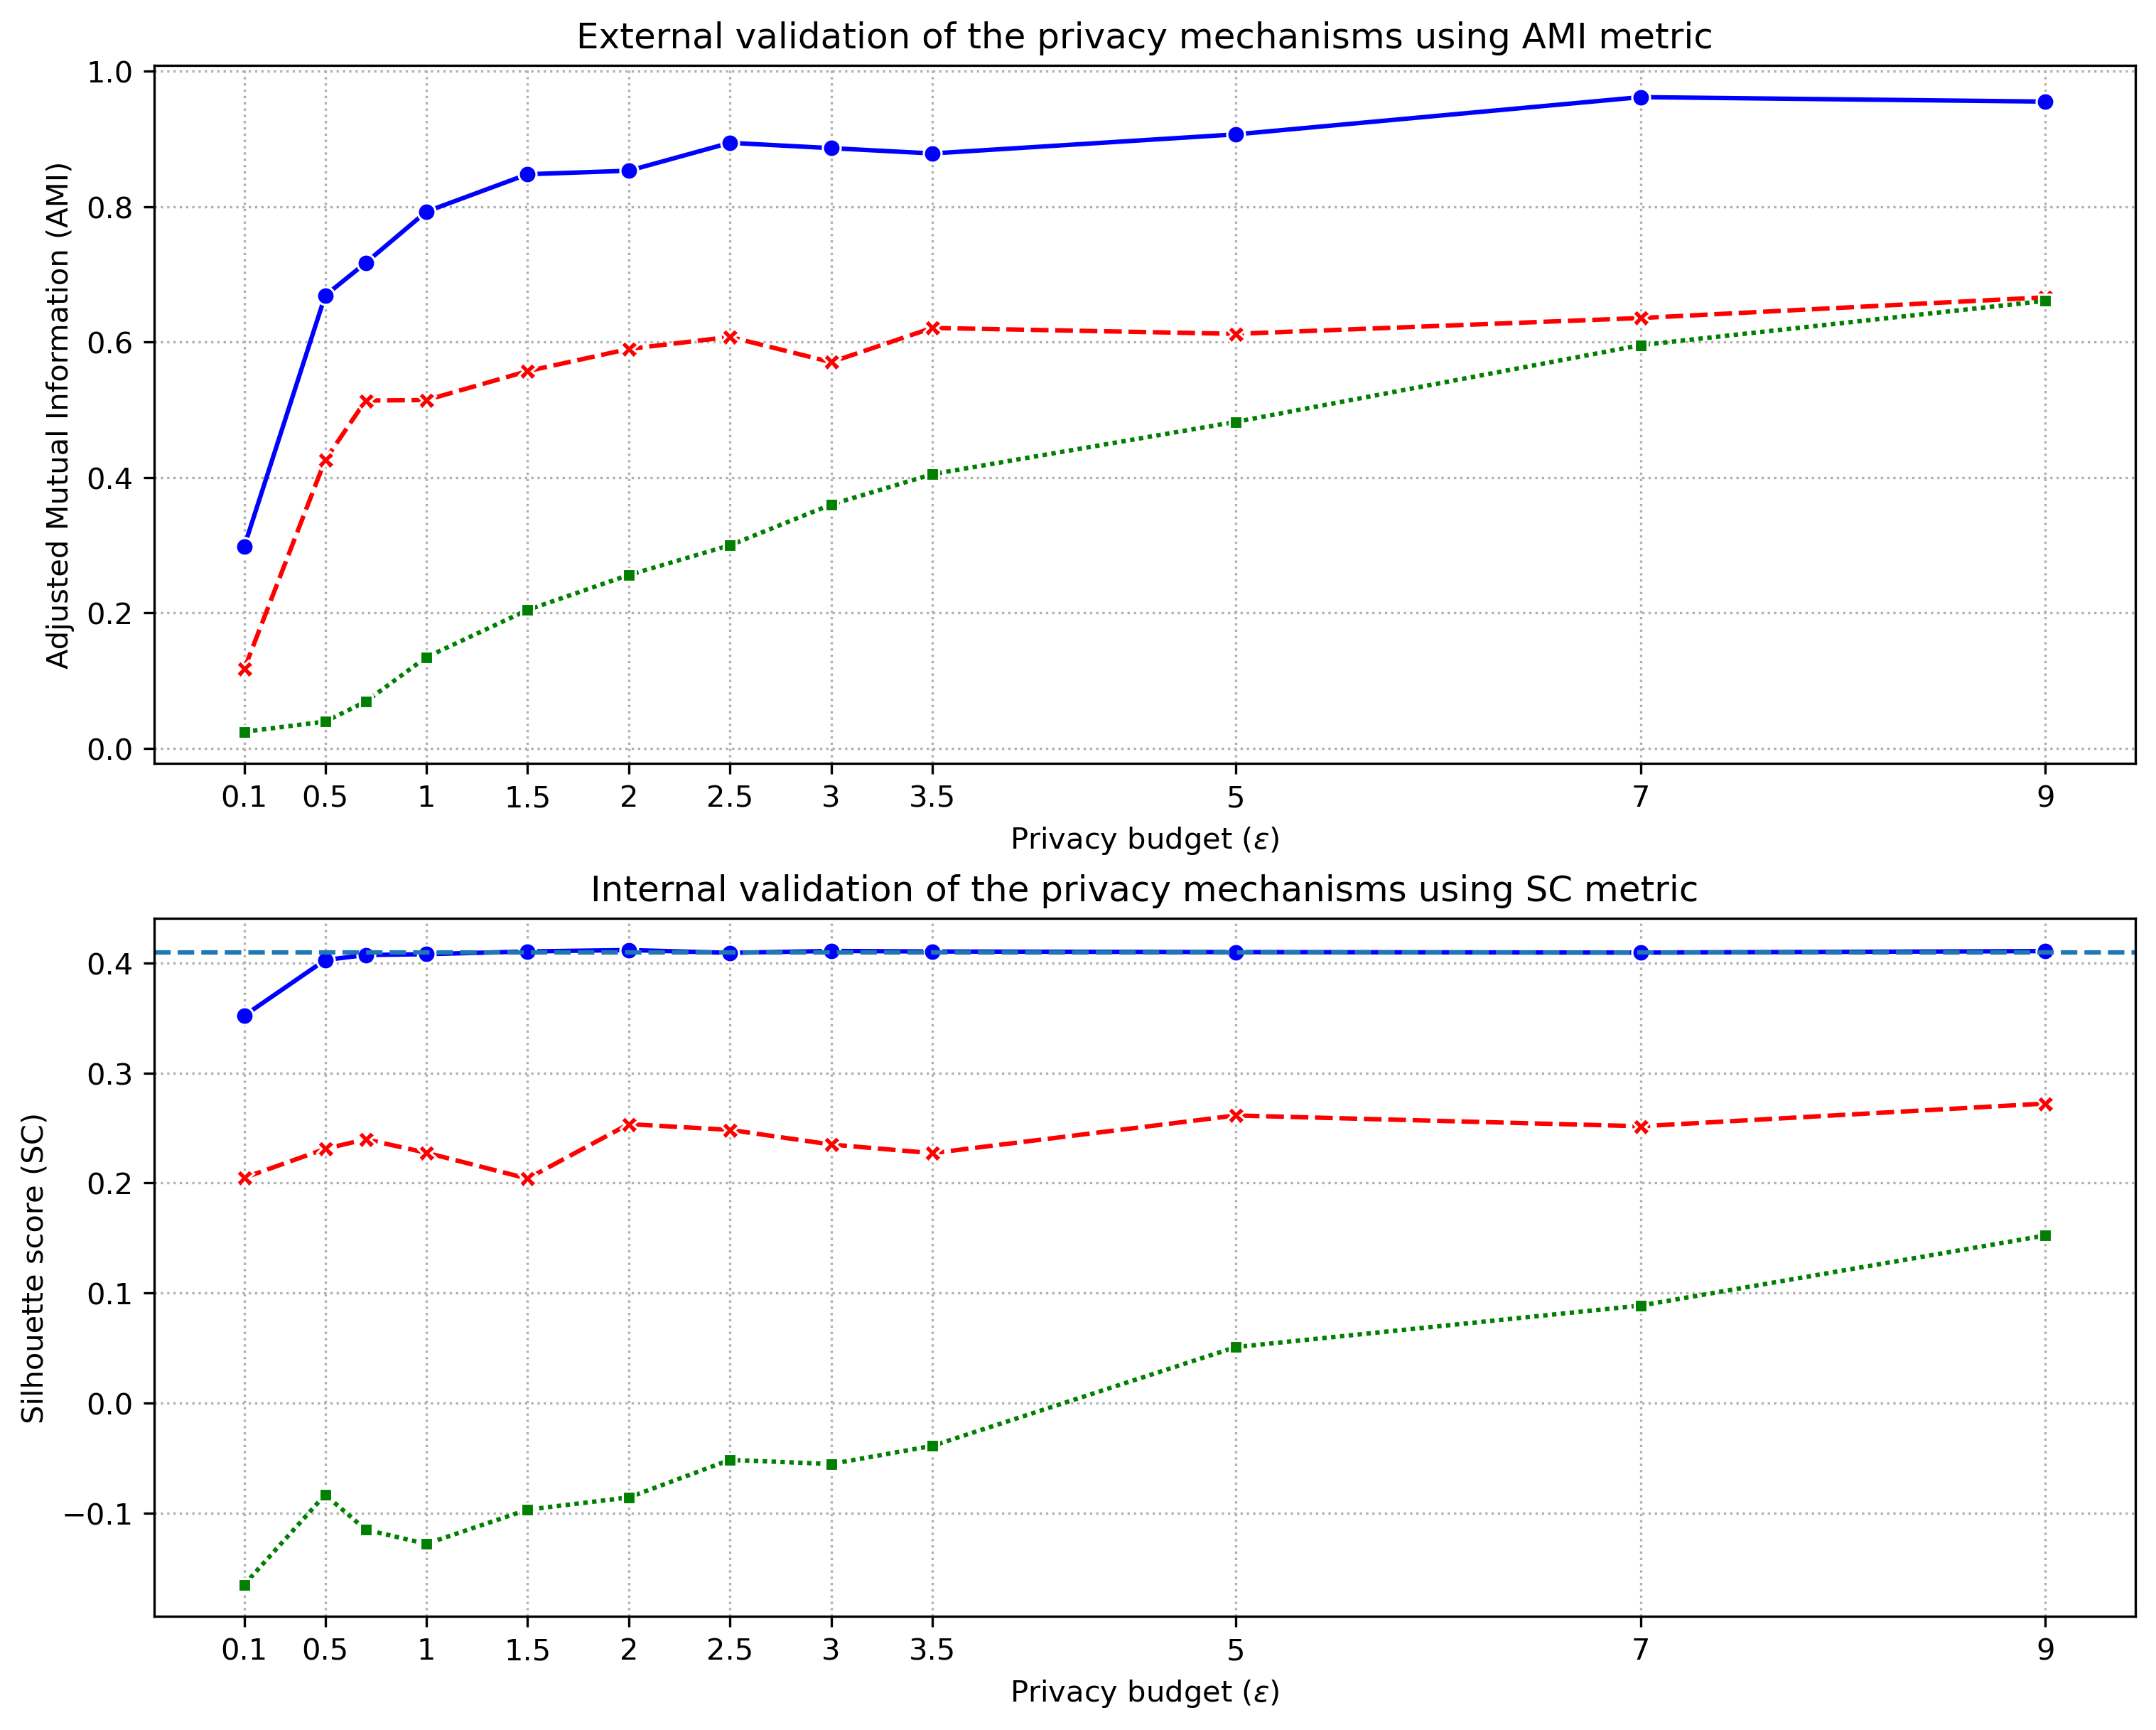 External validation of the privacy mechanisms using AMI metric
Adjusted Mutual Information (AMI)
1.0
0.8
0.6
0.4
0.2
0.0
0.1 0.5 1 1.5 2 2.5 3 3.5 5 7 9
Privacy budget (ε)
Internal validation of the privacy mechanisms using SC metric
Silhouette score (SC)
0.4
0.3
0.2
0.1
0.0
−0.1
0.1 0.5 1 1.5 2 2.5 3 3.5 5 7 9
Privacy budget (ε)